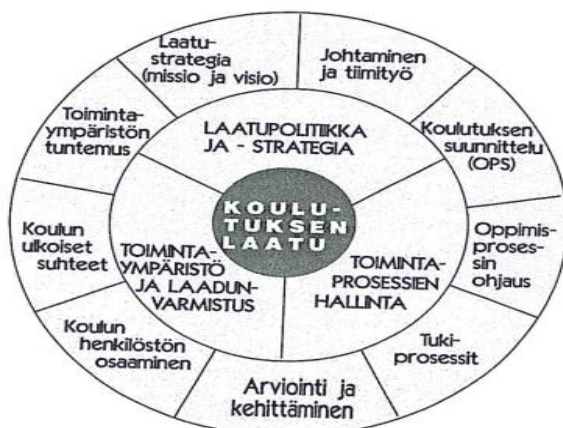 Laatu-
strategia
(missio ja visio)
Johtaminen
ja tiimityö
Koulutuksen
suunnittelu
(OPS)
Oppimis-
proses-
sin
ohjaus
Tuki-
prosessit
Arviointi ja
kehittäminen
Koulun
henkilöstön
osaaminen
Koulun
ulkoiset
suhteet
Toiminta-
ympäristön
tuntemus
LAATUPOLITIIKKA
JA - STRATEGIA
TOIMINTA-
PROSESSIEN
HALLINTA
TOIMINTA-
YMPÄRISTÖ
JA LAADUN-
VARMISTUS
KOULU-
TUKSEN
LAATU